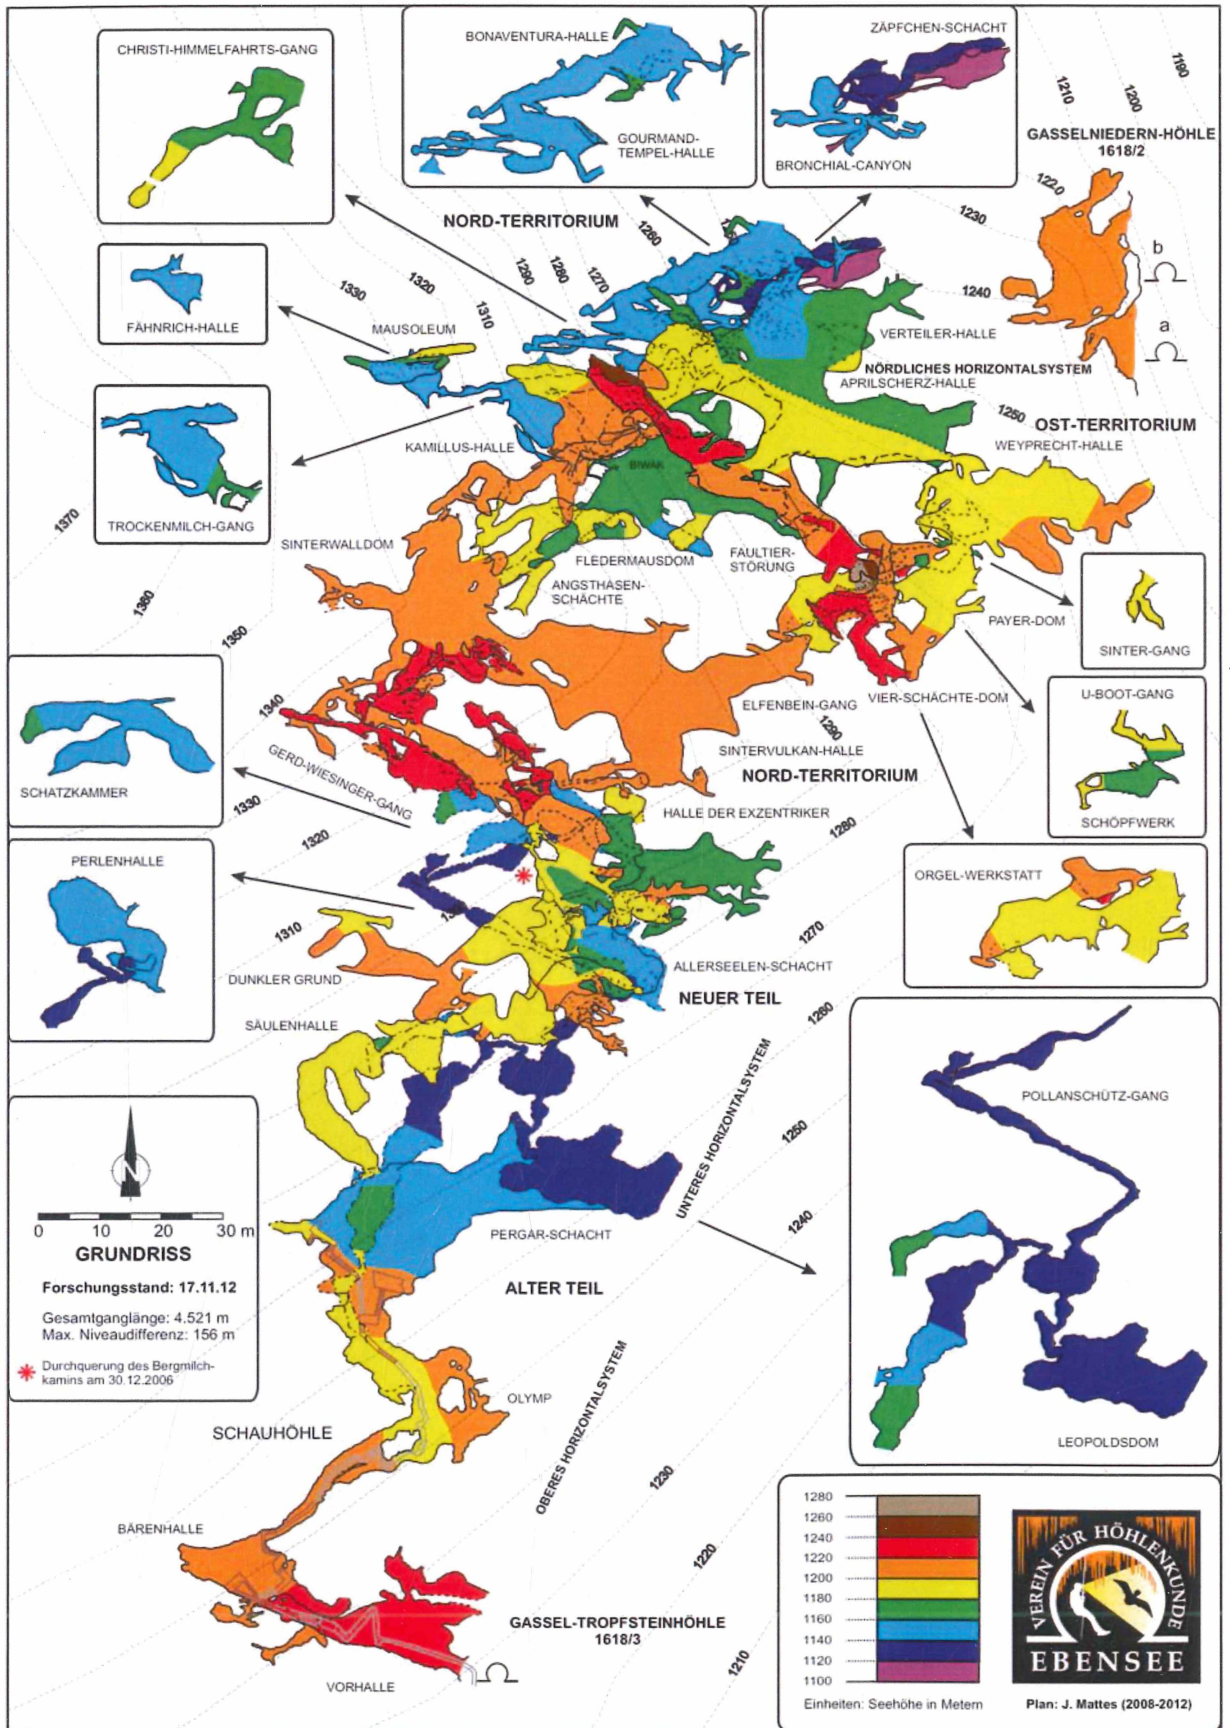 CHRISTI-HIMMELFAHRTS-GANG
BONAVENTURA-HALLE
GOURMAND-
TEMPEL-HALLE
ZÄPFCHEN-SCHACHT
BRONCHIAL-CANYON
1190
1200
1210
GASSELNIEDERN-HÖHLE
1618/2
1220
1230
1240
b
a
NORD-TERRITORIUM
1260
1270
1280
1290
1310
1320
1330
FÄHNRICH-HALLE
MAUSOLEUM
VERTEILER-HALLE
NÖRDLICHES HORIZONTALSYSTEM
APRILSCHERZ-HALLE
1250
OST-TERRITORIUM
WEYPRECHT-HALLE
KAMILLUS-HALLE
BIWAK
TROCKENMILCH-GANG
1370
SINTERWALLDOM
FLEDERMAUSDOM
FAULTIER-
STÖRUNG
ANGSTHASEN-
SCHÄCHTE
1360
1350
1340
PAYER-DOM
SINTER-GANG
VIER-SCHÄCHTE-DOM
ELFENBEIN-GANG
1290
SINTERVULKAN-HALLE
NORD-TERRITORIUM
U-BOOT-GANG
SCHÖPFWERK
GERD-WIESINGER-GANG
SCHATZKAMMER
1330
1320
HALLE DER EXZENTRIKER
1280
ORGEL-WERKSTATT
PERLENHALLE
1310
1270
DUNKLER GRUND
ALLERSEELEN-SCHACHT
NEUER TEIL
1260
SÄULENHALLE
UNTERES HORIZONTALSYSTEM
1250
1240
POLLANSCHÜTZ-GANG
LEOPOLDSDOM
N
0 10 20 30 m
GRUNDRISS
Forschungsstand: 17.11.12
Gesamtganglänge: 4.521 m
Max. Niveaudifferenz: 156 m
Durchquerung des Bergmilch-
kamins am 30.12.2006
PERGAR-SCHACHT
ALTER TEIL
OLYMP
SCHAUHÖHLE
OBERES HORIZONTALSYSTEM
1230
1220
1210
BÄRENHALLE
GASSEL-TROPFSTEINHÖHLE
1618/3
VORHALLE
1280
1260
1240
1220
1200
1180
1160
1140
1120
1100
Einheiten: Seehöhe in Metern
VEREIN FÜR HÖHLENKUNDE
EBENSEE
Plan: J. Mattes (2008-2012)